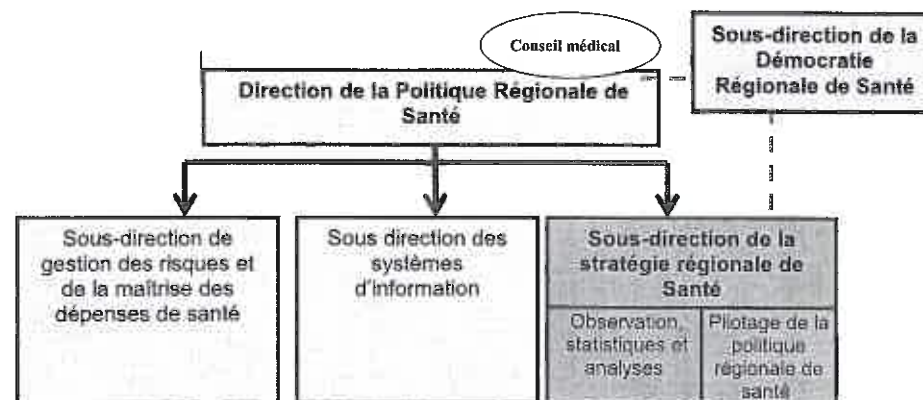 Conseil médical
Sous-direction de la
Démocratie
Régionale de Santé
Direction de la Politique Régionale de
Santé
Sous-direction de
gestion des risques et
de la maîtrise des
dépenses de santé
Sous direction des
systèmes
d'information
Sous-direction de la
stratégie régionale de
Santé
Observation,
statistiques et
analyses
Pilotage de la
politique
régionale de
santé